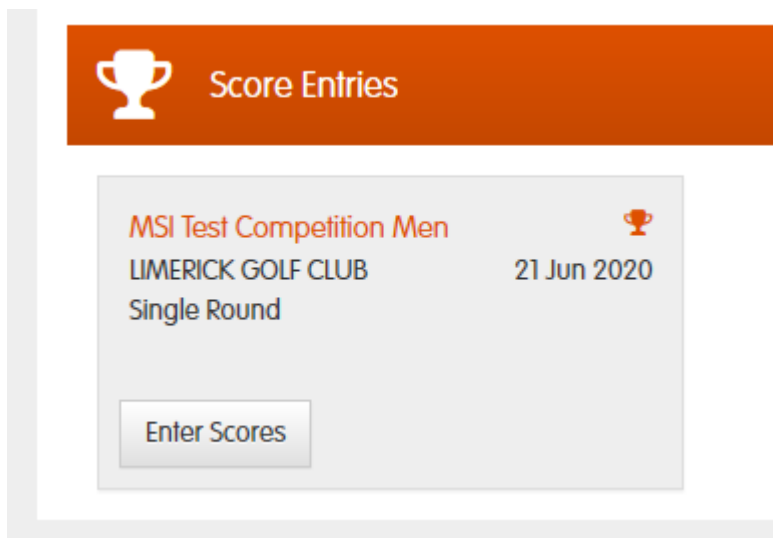 Score Entries
MSI Test Competition Men
LIMERICK GOLF CLUB 21 Jun 2020
Single Round
Enter Scores